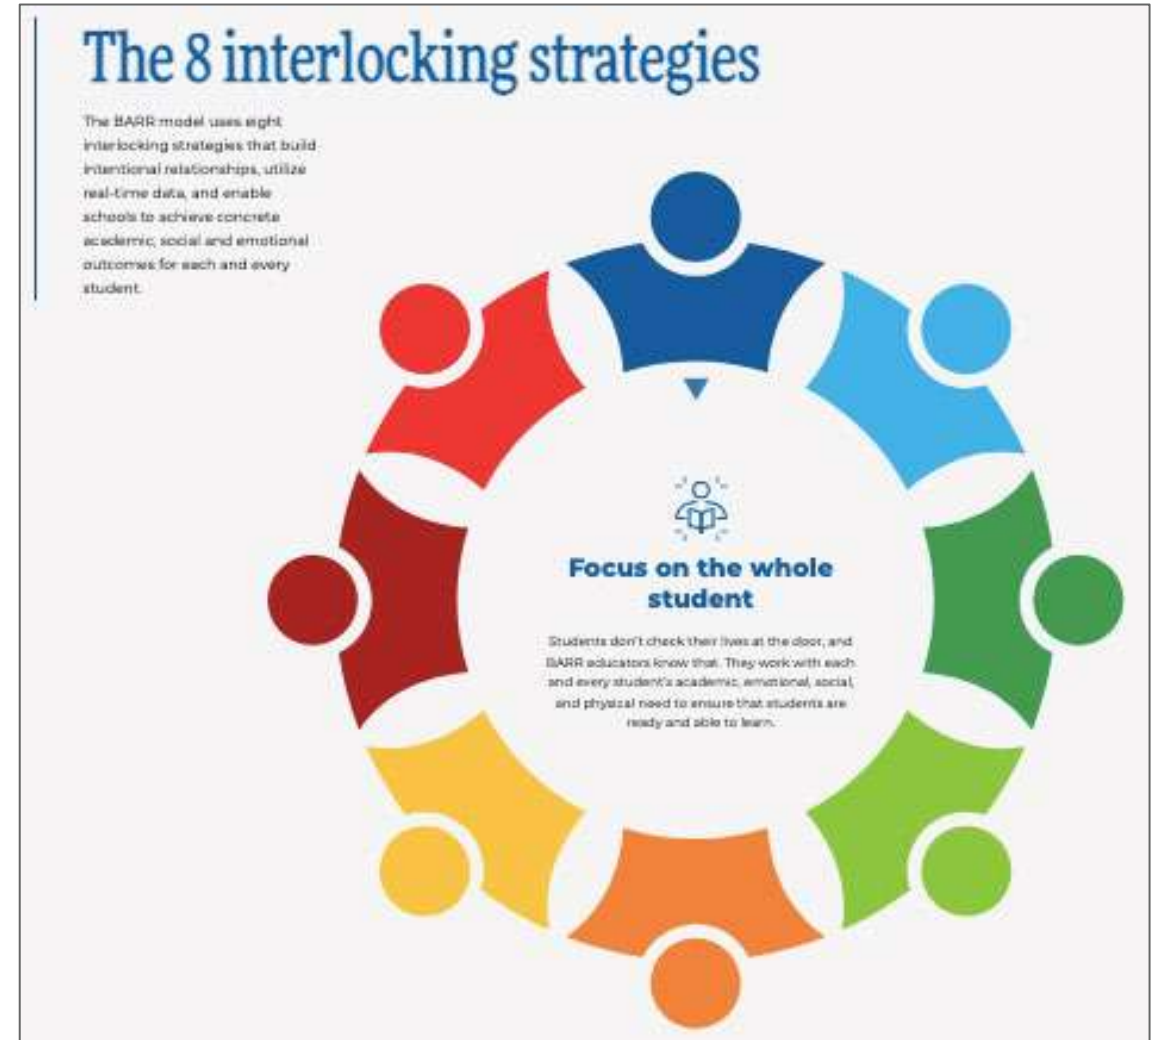 The 8 interlocking strategies
The BARR model uses eight
interlocking strategies that build
intentional relationships, utilize
real-time data, and enable
schools to achieve concrete
academic, social and emotional
outcomes for each and every
student.
Focus on the whole
student
Students don't check their lives at the door, and
BARR educators know that. They work with each
and every student's academic, emotional, social,
and physical need to ensure that students are
ready and able to learn.